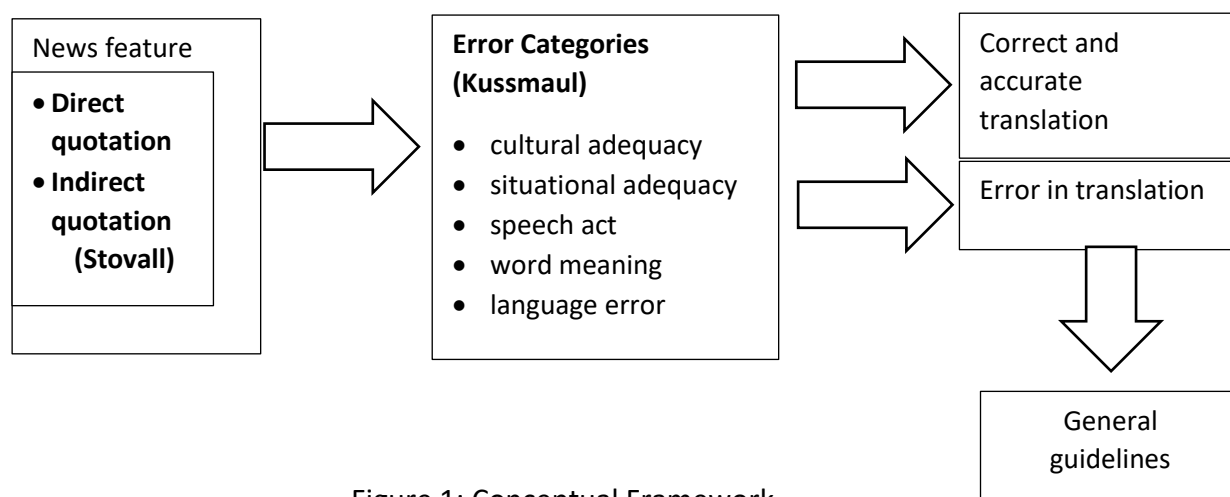 News feature
• Direct
quotation
• Indirect
quotation
(Stovall)
Error Categories
(Kussmaul)
• cultural adequacy
• situational adequacy
• speech act
• word meaning
• language error
Correct and
accurate
translation
Error in translation
General
guidelines
Figure 1: Conceptual Framework